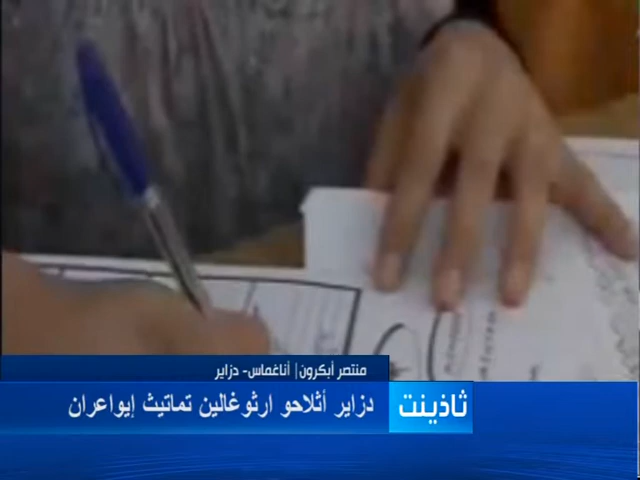 منتصر أبكرون| أناغماس- دزاير
ثاذينت
دزاير أثلاحو ارثوغالين تماتيث إيواعران